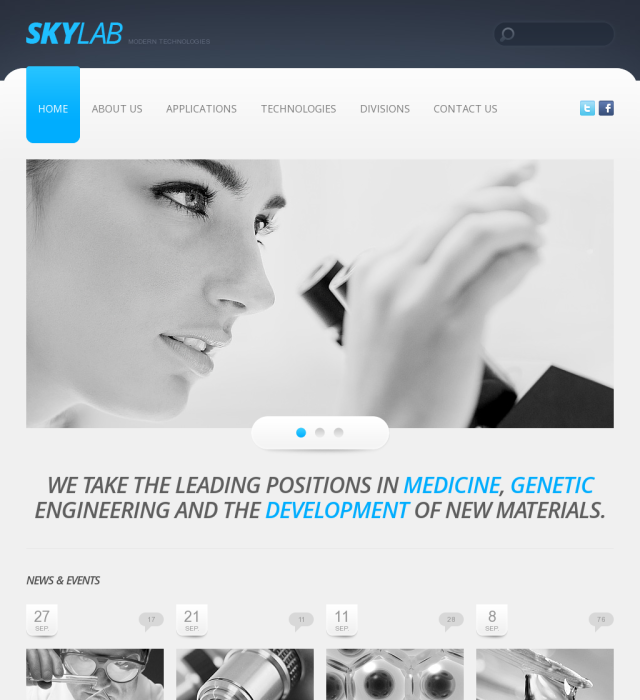 SKYLAB MODERN TECHNOLOGIES
HOME ABOUT US APPLICATIONS TECHNOLOGIES DIVISIONS CONTACT US
WE TAKE THE LEADING POSITIONS IN MEDICINE, GENETIC
ENGINEERING AND THE DEVELOPMENT OF NEW MATERIALS.
NEWS & EVENTS
27 17 21 11 11 28 8 75
SEP. SEP. SEP. SEP.